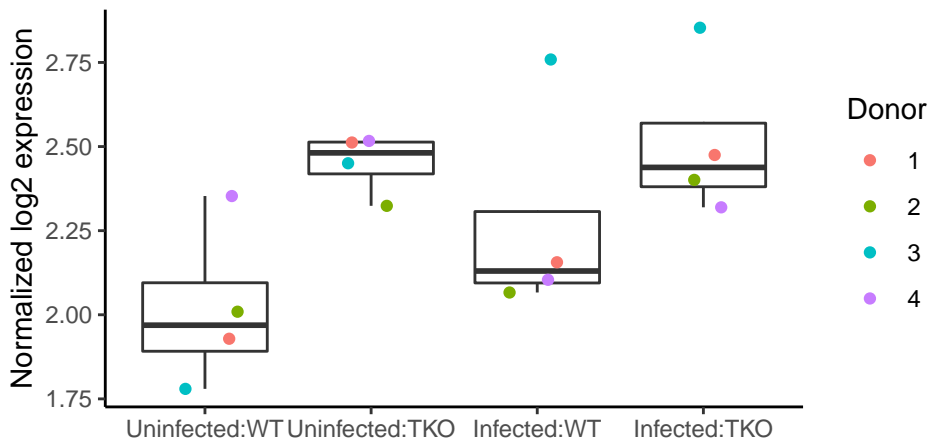 Normalized log2 expression
2.75
2.50
2.25
2.00
1.75
Uninfected:WT
Uninfected:TKO
Infected:WT
Infected:TKO
Donor
1
2
3
4